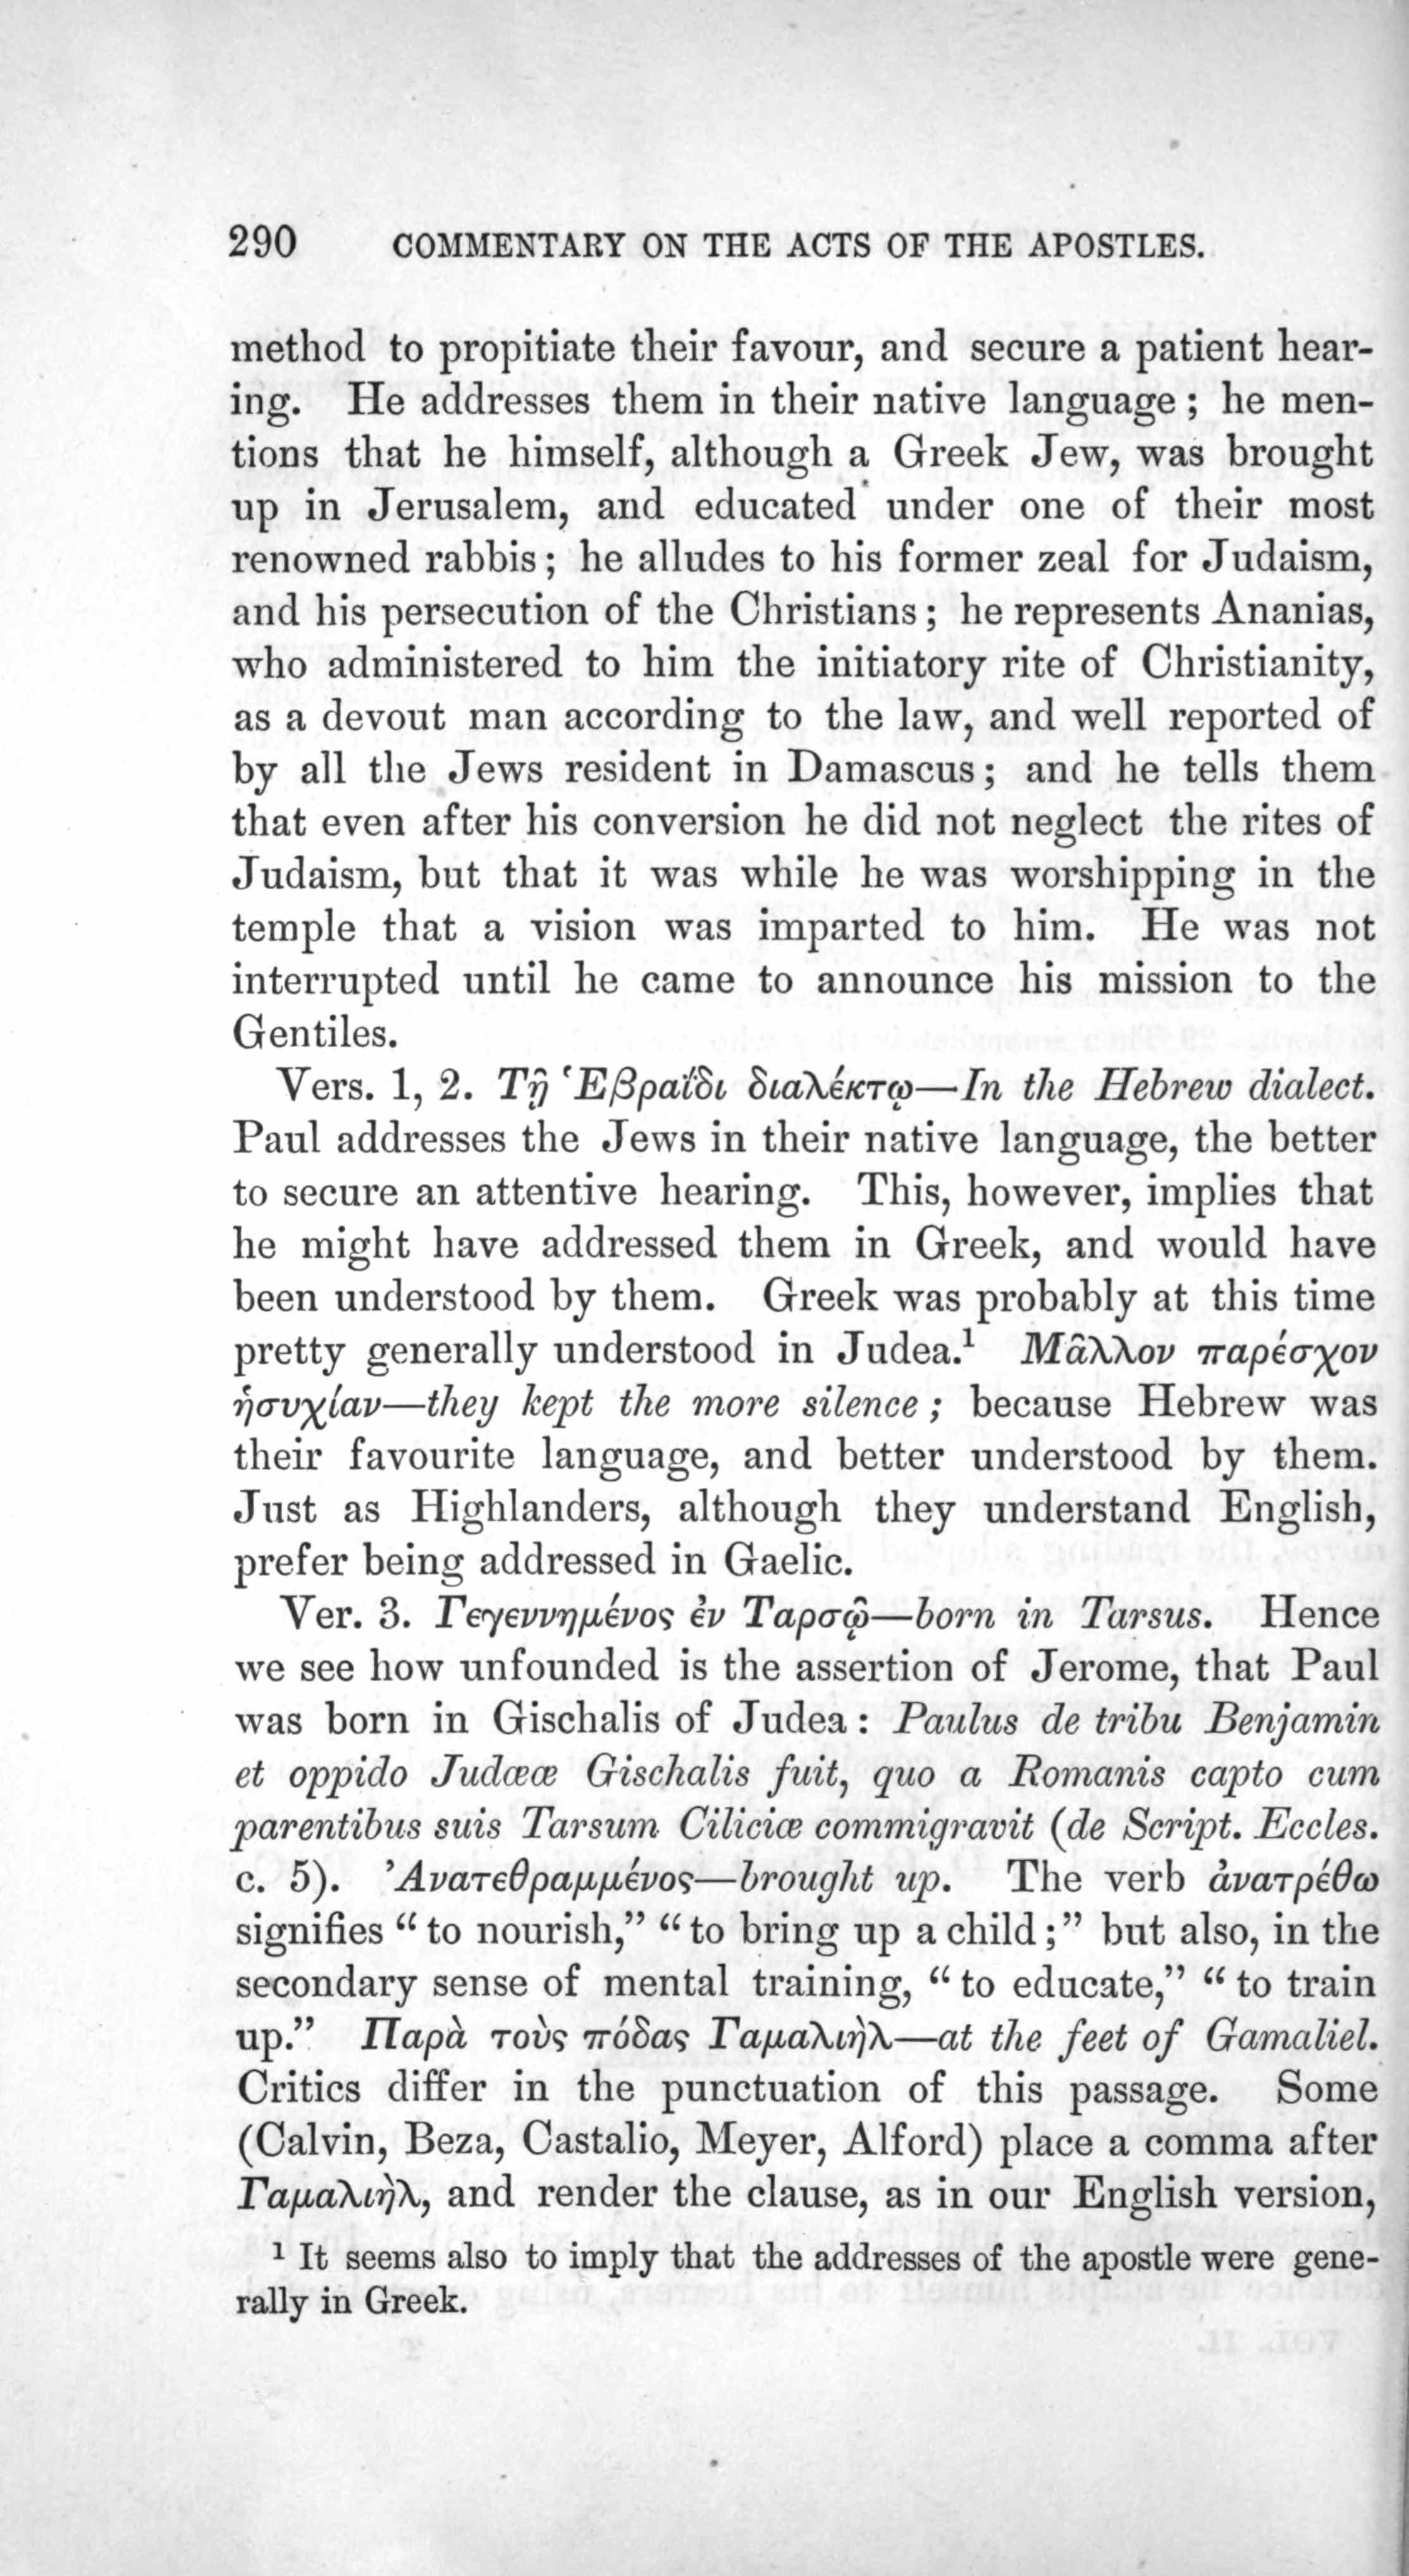 290 COMMENTARY ON THE ACTS OF THE APOSTLES.
method to propitiate their favour, and secure a patient hear-
ing. He addresses them in their native language; he men-
tions that he himself, although a Greek Jew, was brought
up in Jerusalem, and educated under one of their most
renowned rabbis; he alludes to his former zeal for Judaism,
and his persecution of the Christians; he represents Ananias,
who administered to him the initiatory rite of Christianity,
as a devout man according to the law, and well reported of
by all the Jews resident in Damascus; and he tells them
that even after his conversion he did not neglect the rites of
Judaism, but that it was while he was worshipping in the
temple that a vision was imparted to him. He was not
interrupted until he came to announce his mission to the
Gentiles.
Vers. 1, 2. Τῇ Ἑβραΐδι διαλέκτῳ—In the Hebrew dialect.
Paul addresses the Jews in their native language, the better
to secure an attentive hearing. This, however, implies that
he might have addressed them in Greek, and would have
been understood by them. Greek was probably at this time
pretty generally understood in Judea.¹ Μᾶλλον παρέσχον
ἡσυχίαν—they kept the more silence; because Hebrew was
their favourite language, and better understood by them.
Just as Highlanders, although they understand English,
prefer being addressed in Gaelic.
Ver. 3. Γεγεννημένος ἐν Ταρσῷ—born in Tarsus. Hence
we see how unfounded is the assertion of Jerome, that Paul
was born in Gischalis of Judea: Paulus de tribu Benjamin
et oppido Judææ Gischalis fuit, quo a Romanis capto cum
parentibus suis Tarsum Ciliciæ commigravit (de Script. Eccles.
c. 5). Ἀνατεθραμμένος—brought up. The verb ἀνατρέθω
signifies “to nourish,” “to bring up a child;” but also, in the
secondary sense of mental training, “to educate,” “to train
up.” Παρὰ τοὺς πόδας Γαμαλιὴλ—at the feet of Gamaliel.
Critics differ in the punctuation of this passage. Some
(Calvin, Beza, Castalio, Meyer, Alford) place a comma after
Γαμαλιὴλ, and render the clause, as in our English version,
¹ It seems also to imply that the addresses of the apostle were gene-
rally in Greek.